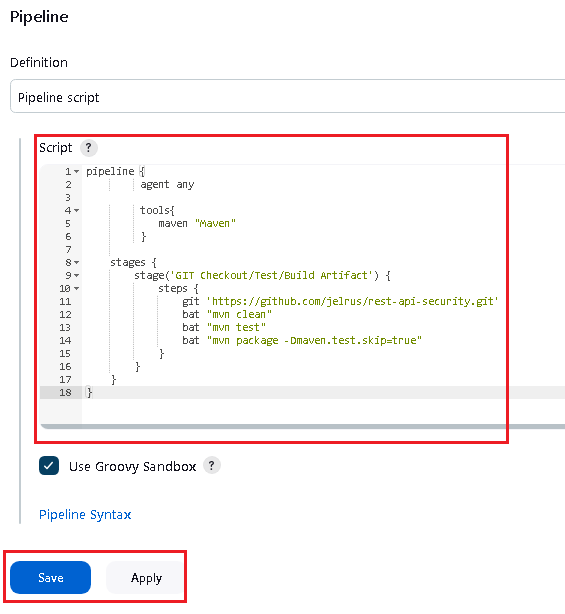 Pipeline
Definition
Pipeline script
Script ?
1 pipeline {
2 agent any
3
4 tools{
5 maven "Maven"
6 }
7
8 stages {
9 stage('GIT Checkout/Test/Build Artifact') {
10 steps {
11 git 'https://github.com/jelrus/rest-api-security.git'
12 bat "mvn clean"
13 bat "mvn test"
14 bat "mvn package -Dmaven.test.skip=true"
15 }
16 }
17 }
18 }
Use Groovy Sandbox ?
Pipeline Syntax
Save Apply